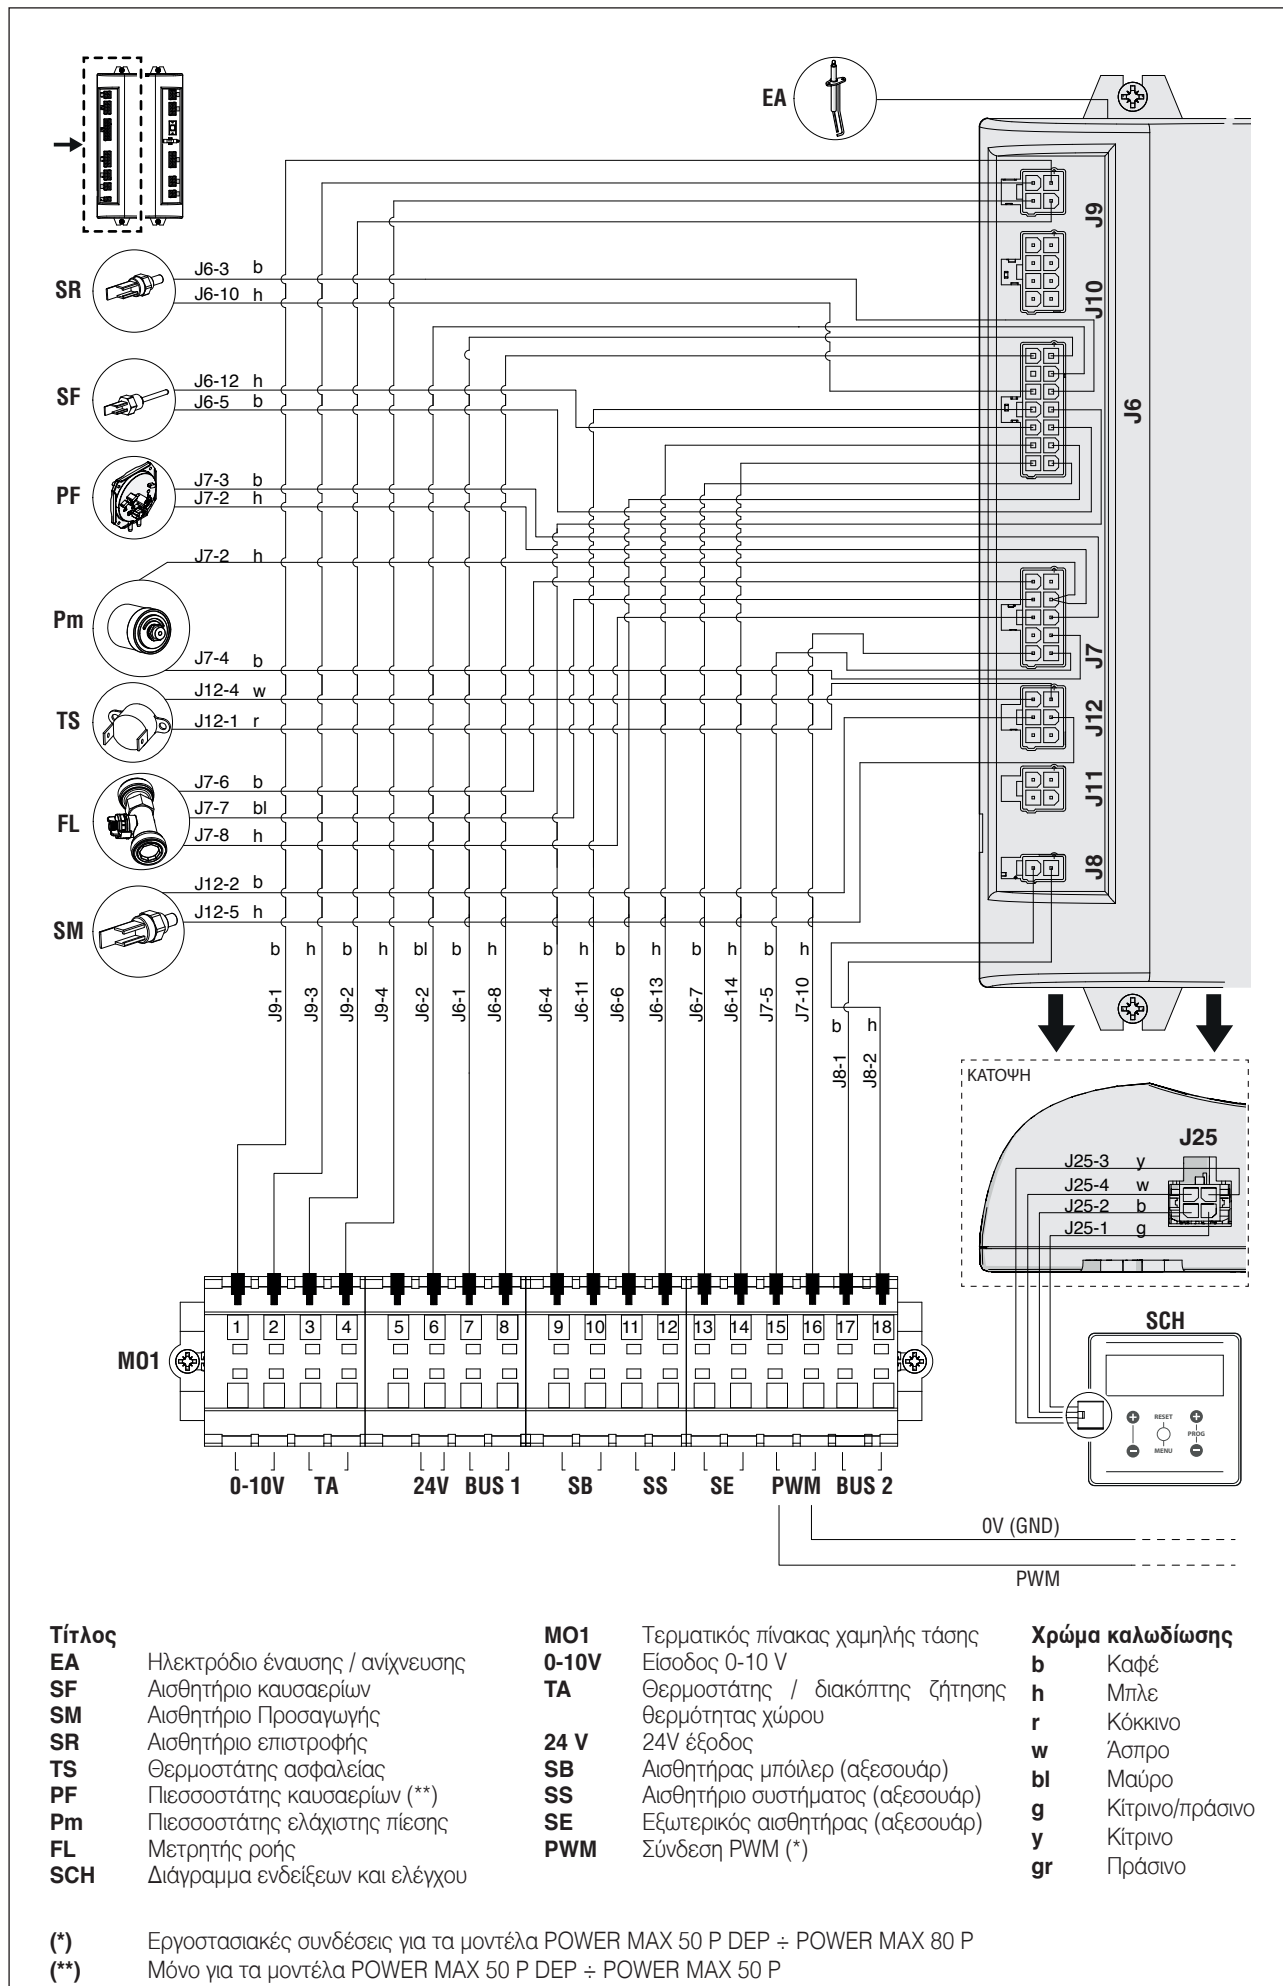 EA
J9
J10
J6
J7
J12
J11
J8
SR
J6-3 b
J6-10 h
SF
J6-12 h
J6-5 b
PF
J7-3 b
J7-2 h
Pm
J7-2 h
J7-4 b
TS
J12-4 w
J12-1 r
FL
J7-6 b
J7-7 bl
J7-8 h
SM
J12-2 b
J12-5 h
b h b h bl b h b h b h b h b h
J9-1 J9-3 J9-2 J9-4 J6-2 J6-1 J6-8 J6-4 J6-11 J6-6 J6-13 J6-7 J6-14 J7-5 J7-10
b h
J8-1 J8-2
ΚΑΤΟΨΗ
J25
J25-3 y
J25-4 w
J25-2 b
J25-1 g
SCH
RESET
PROG
MENU
MO1
1 2 3 4 5 6 7 8 9 10 11 12 13 14 15 16 17 18
0-10V TA 24V BUS 1 SB SS SE PWM BUS 2
0V (GND)
PWM
Τίτλος
EA Ηλεκτρόδιο έναυσης / ανίχνευσης
SF Αισθητήριο καυσαερίων
SM Αισθητήριο Προσαγωγής
SR Αισθητήριο επιστροφής
TS Θερμοστάτης ασφαλείας
PF Πιεσσοστάτης καυσαερίων (**)
Pm Πιεσσοστάτης ελάχιστης πίεσης
FL Μετρητής ροής
SCH Διάγραμμα ενδείξεων και ελέγχου
MO1 Τερματικός πίνακας χαμηλής τάσης
0-10V Είσοδος 0-10 V
TA Θερμοστάτης / διακόπτης ζήτησης
θερμότητας χώρου
24 V 24V έξοδος
SB Αισθητήρας μπόιλερ (αξεσουάρ)
SS Αισθητήριο συστήματος (αξεσουάρ)
SE Εξωτερικός αισθητήρας (αξεσουάρ)
PWM Σύνδεση PWM (*)
Χρώμα καλωδίωσης
b Καφέ
h Μπλε
r Κόκκινο
w Άσπρο
bl Μαύρο
g Κίτρινο/πράσινο
y Κίτρινο
gr Πράσινο
(*) Εργοστασιακές συνδέσεις για τα μοντέλα POWER MAX 50 P DEP ÷ POWER MAX 80 P
(**) Μόνο για τα μοντέλα POWER MAX 50 P DEP ÷ POWER MAX 50 P